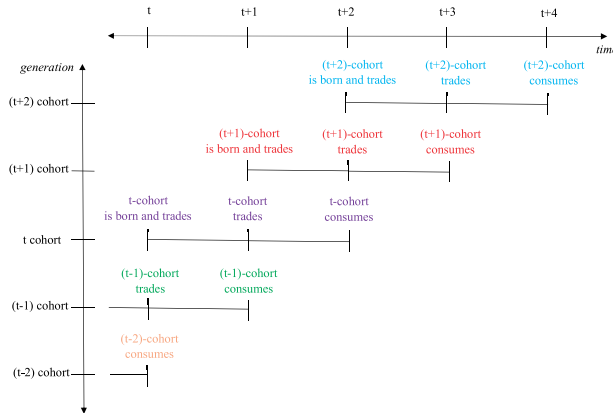 t t+1 t+2 t+3 t+4
time
generation
(t+2)-cohort (t+2)-cohort (t+2)-cohort
is born and trades trades consumes
(t+2) cohort
(t+1)-cohort (t+1)-cohort (t+1)-cohort
is born and trades trades consumes
(t+1) cohort
t-cohort t-cohort t-cohort
is born and trades trades consumes
t cohort
(t-1)-cohort (t-1)-cohort
trades consumes
(t-1) cohort
(t-2)-cohort
consumes
(t-2) cohort